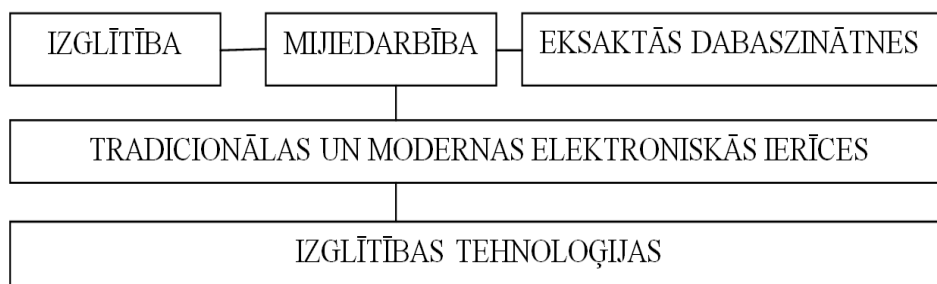 IZGLĪTĪBA
MIJIEDARBĪBA
EKSAKTĀS DABASZINĀTNES
TRADICIONĀLAS UN MODERNAS ELEKTRONISKĀS IERĪCES
IZGLĪTĪBAS TEHNOLOĢIJAS